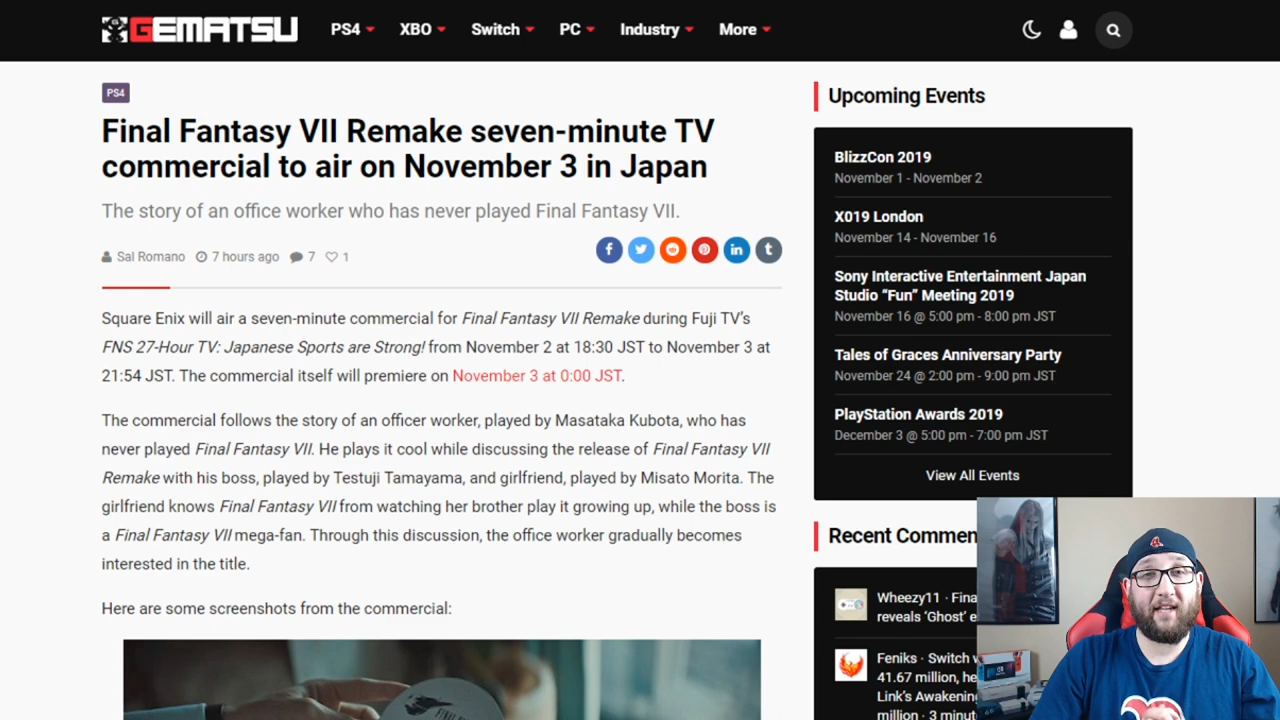 GEMATSU
PS4 XBO Switch PC Industry More
PS4
Final Fantasy VII Remake seven-minute TV
commercial to air on November 3 in Japan
The story of an office worker who has never played Final Fantasy VII.
Sal Romano 7 hours ago 7 1
Square Enix will air a seven-minute commercial for Final Fantasy VII Remake during Fuji TV's
FNS 27-Hour TV: Japanese Sports are Strong! from November 2 at 18:30 JST to November 3 at
21:54 JST. The commercial itself will premiere on November 3 at 0:00 JST.
The commercial follows the story of an officer worker, played by Masataka Kubota, who has
never played Final Fantasy VII. He plays it cool while discussing the release of Final Fantasy VII
Remake with his boss, played by Testuji Tamayama, and girlfriend, played by Misato Morita. The
girlfriend knows Final Fantasy VII from watching her brother play it growing up, while the boss is
a Final Fantasy VII mega-fan. Through this discussion, the office worker gradually becomes
interested in the title.
Here are some screenshots from the commercial:
Upcoming Events
BlizzCon 2019
November 1 - November 2
X019 London
November 14 - November 16
Sony Interactive Entertainment Japan
Studio “Fun” Meeting 2019
November 16 @ 5:00 pm - 8:00 pm JST
Tales of Graces Anniversary Party
November 24 @ 2:00 pm - 9:00 pm JST
PlayStation Awards 2019
December 3 @ 5:00 pm - 7:00 pm JST
View All Events
Recent Commen
Wheezy11 · Fina
reveals ‘Ghost’ e
Feniks · Switch
41.67 million, he
Link's Awakening
million · 3 minut